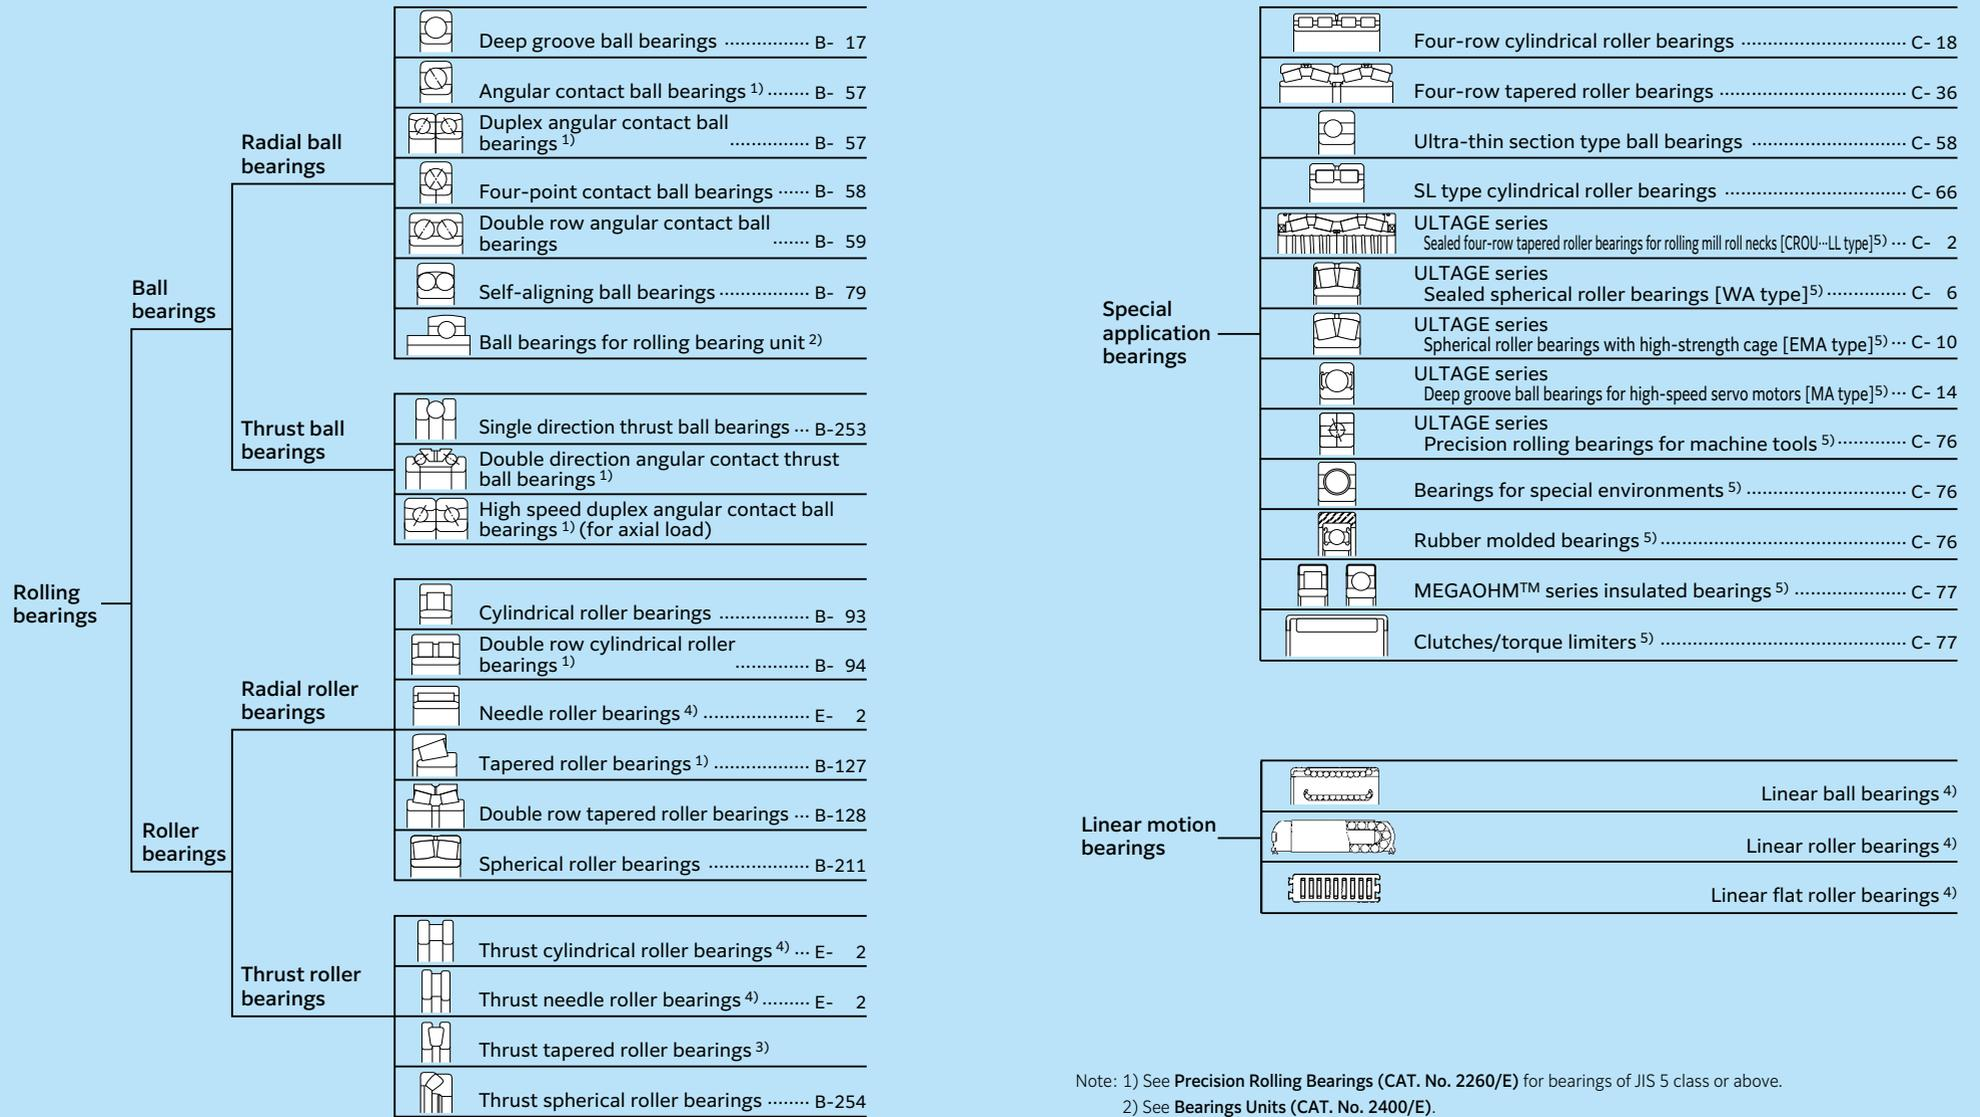 Rolling
bearings
Ball
bearings
Radial ball
bearings
Deep groove ball bearings ··············· B- 17
Angular contact ball bearings 1) ········ B- 57
Duplex angular contact ball
bearings 1) ·············· B- 57
Four-point contact ball bearings ······ B- 58
Double row angular contact ball
bearings ······· B- 59
Self-aligning ball bearings ················ B- 79
Ball bearings for rolling bearing unit 2)
Thrust ball
bearings
Single direction thrust ball bearings ··· B-253
Double direction angular contact thrust
ball bearings 1)
High speed duplex angular contact ball
bearings 1) (for axial load)
Roller
bearings
Radial roller
bearings
Cylindrical roller bearings ················ B- 93
Double row cylindrical roller
bearings 1) ············· B- 94
Needle roller bearings 4) ··················· E- 2
Tapered roller bearings 1) ················· B-127
Double row tapered roller bearings ··· B-128
Spherical roller bearings ·················· B-211
Thrust roller
bearings
Thrust cylindrical roller bearings 4) ··· E- 2
Thrust needle roller bearings 4) ········· E- 2
Thrust tapered roller bearings 3)
Thrust spherical roller bearings ········ B-254
Special
application
bearings
Four-row cylindrical roller bearings ····························· C- 18
Four-row tapered roller bearings ································· C- 36
Ultra-thin section type ball bearings ···························· C- 58
SL type cylindrical roller bearings ································ C- 66
ULTAGE series
Sealed four-row tapered roller bearings for rolling mill roll necks [CROU···LL type]5) ··· C- 2
ULTAGE series
Sealed spherical roller bearings [WA type]5) ·············· C- 6
ULTAGE series
Spherical roller bearings with high-strength cage [EMA type]5) ··· C- 10
ULTAGE series
Deep groove ball bearings for high-speed servo motors [MA type]5) ··· C- 14
ULTAGE series
Precision rolling bearings for machine tools 5) ············ C- 76
Bearings for special environments 5) ···························· C- 76
Rubber molded bearings 5) ··········································· C- 76
MEGAOHM™ series insulated bearings 5) ···················· C- 77
Clutches/torque limiters 5) ··········································· C- 77
Linear motion
bearings
Linear ball bearings 4)
Linear roller bearings 4)
Linear flat roller bearings 4)
Note: 1) See Precision Rolling Bearings (CAT. No. 2260/E) for bearings of JIS 5 class or above.
2) See Bearings Units (CAT. No. 2400/E).